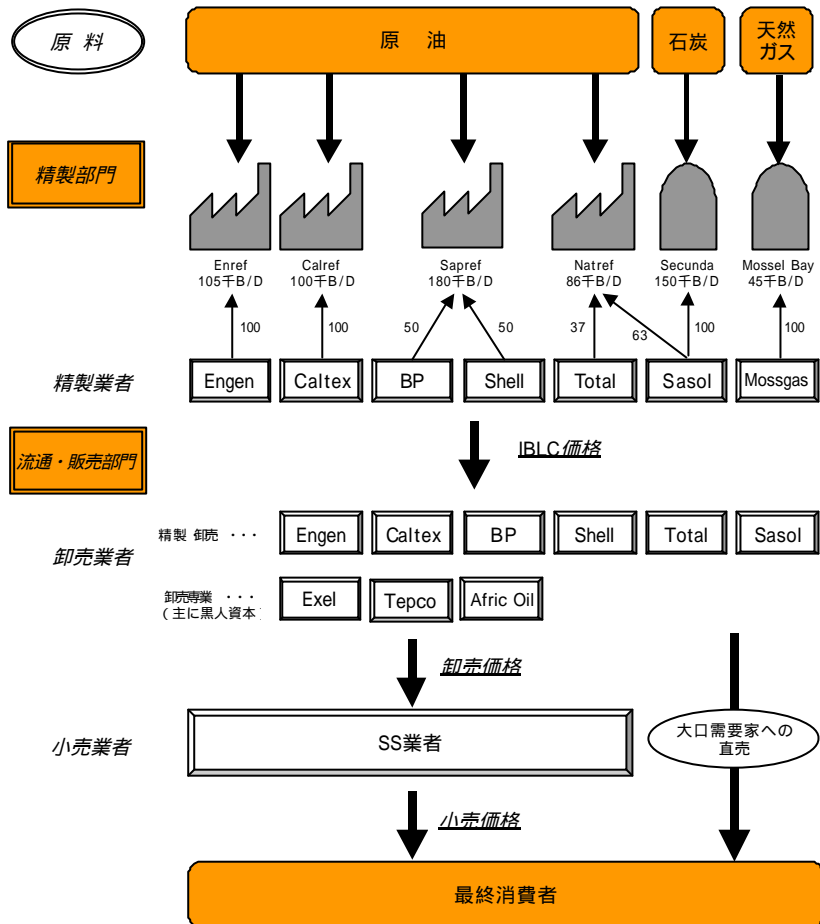 原 料
原 油
石炭
天然
ガス
精製部門
Enref
105千B/D
Calref
100千B/D
Sapref
180千B/D
Natref
86千B/D
Secunda
150千B/D
Mossel Bay
45千B/D
100
100
50
50
37
63
100
100
精製業者
Engen
Caltex
BP
Shell
Total
Sasol
Mossgas
流通・販売部門
IBLC価格
卸売業者
精製 卸売 ・・・
Engen
Caltex
BP
Shell
Total
Sasol
卸売専業 ・・・
(主に黒人資本
Exel
Tepco
Afric Oil
卸売価格
小売業者
SS業者
大口需要家への
直売
小売価格
最終消費者